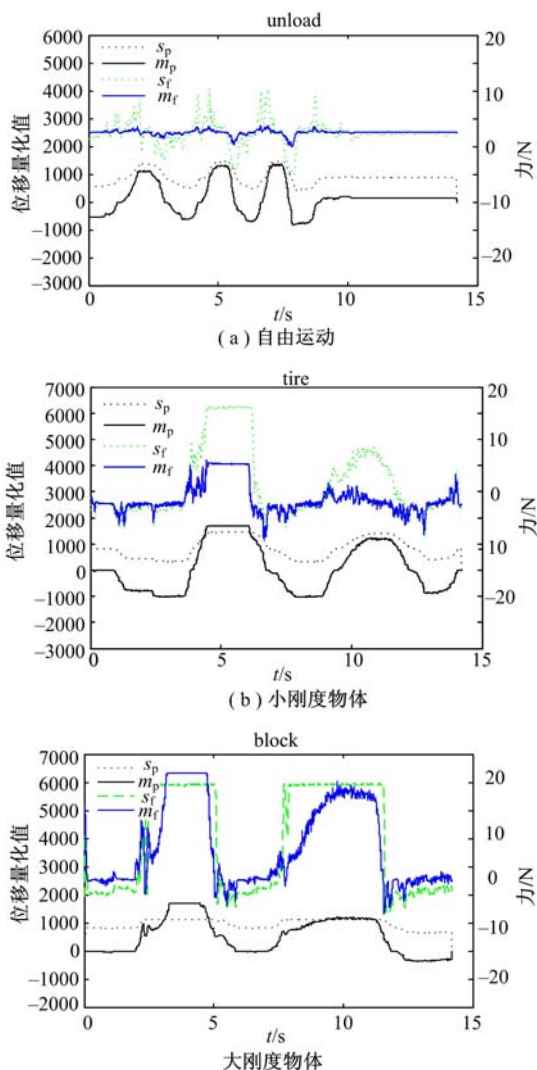 unload
6000
5000
4000
3000
2000
1000
0
–1000
–2000
–3000
位移量化值
s_p
m_p
s_f
m_f
20
10
0
–10
–20
力/N
0
5
10
15
t/s
( a ) 自由运动
tire
7000
6000
5000
4000
3000
2000
1000
0
–1000
–2000
–3000
位移量化值
s_p
m_p
s_f
m_f
20
10
0
–10
–20
力/N
0
5
10
15
t/s
( b ) 小刚度物体
block
7000
6000
5000
4000
3000
2000
1000
0
–1000
–2000
位移量化值
s_p
m_p
s_f
m_f
20
10
0
–10
–20
力/N
0
5
10
15
t/s
大刚度物体